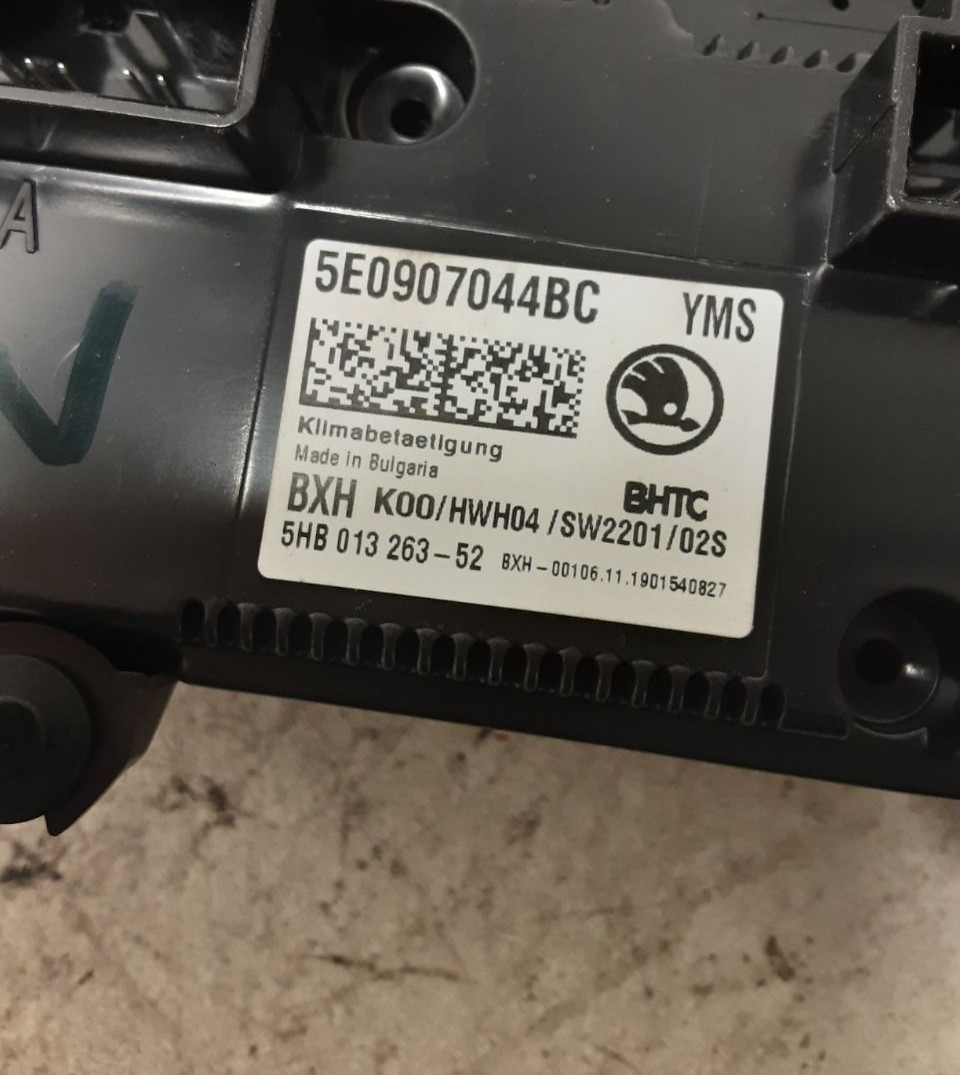 A
5E0907044BC YMS
Klimabetaetigung
Made in Bulgaria
BHTC
BXH K00/HWH04 /SW2201/02S
5HB 013 263-52 BXH-00106.11.1901540827